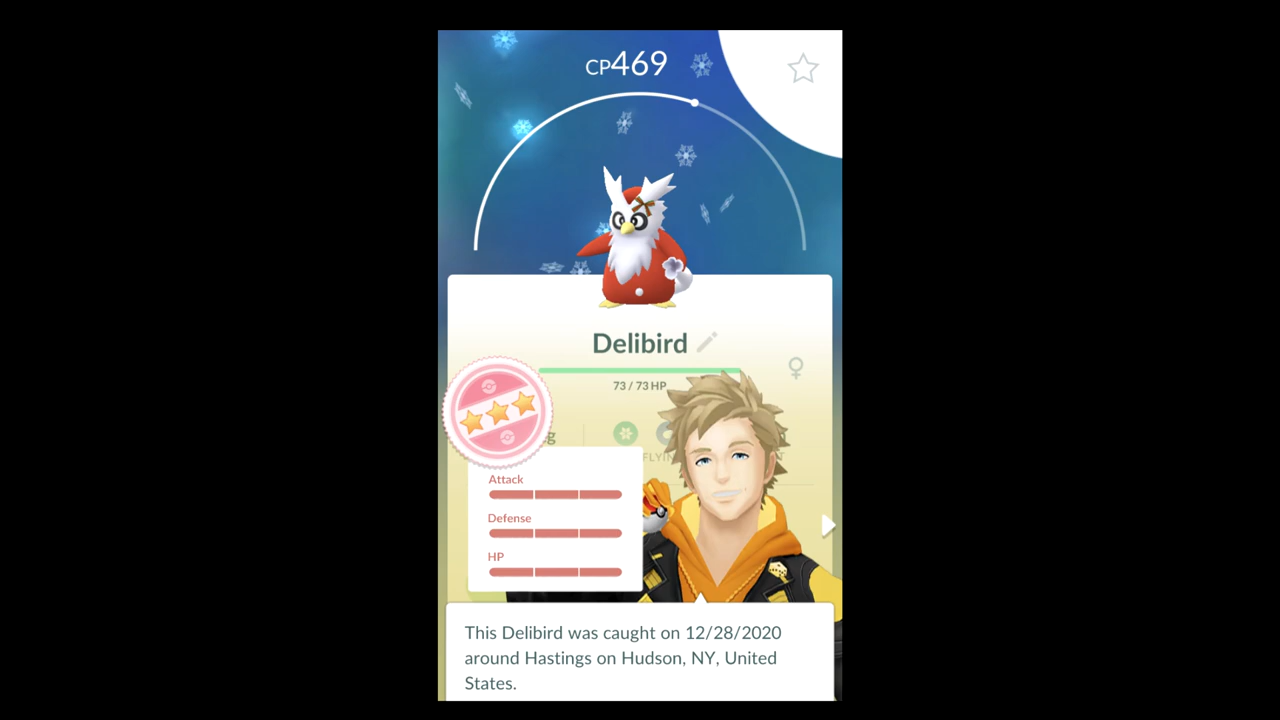 CP469
Delibird
73 / 73 HP
g
FLYIN
T
Attack
Defense
HP
This Delibird was caught on 12/28/2020
around Hastings on Hudson, NY, United
States.